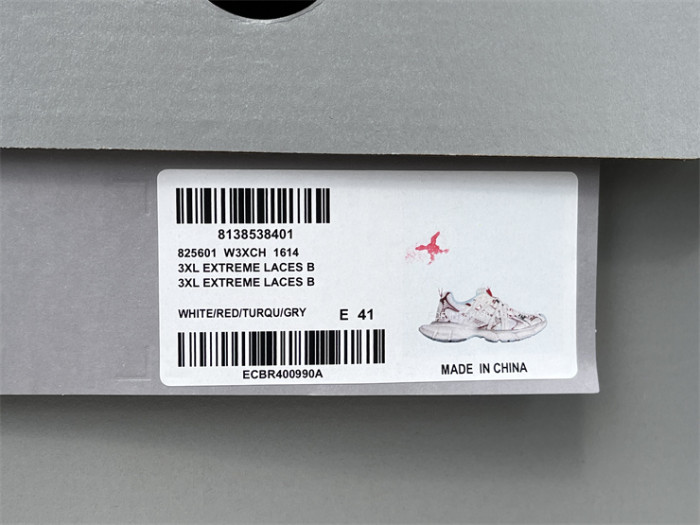 8138538401
825601 W3XCH 1614
3XL EXTREME LACES B
3XL EXTREME LACES B
WHITE/RED/TURQU/GRY E 41
ECBR400990A
MADE IN CHINA